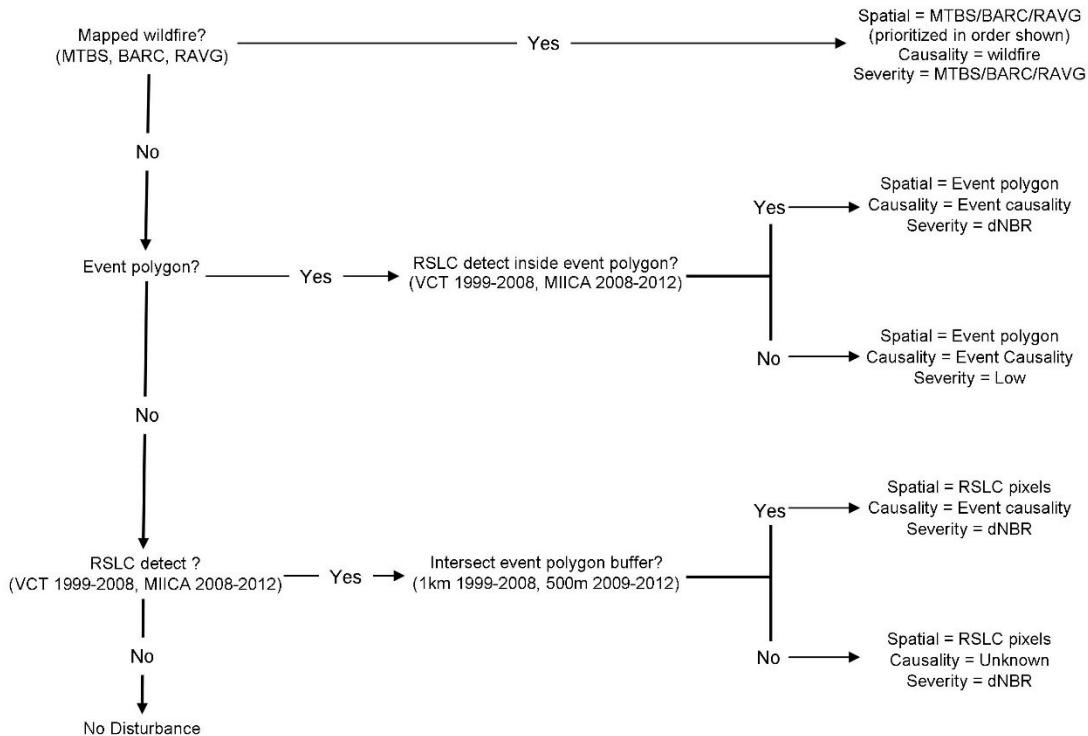 Mapped wildfire?
(MTBS, BARC, RAVG)
Yes
Spatial = MTBS/BARC/RAVG
(prioritized in order shown)
Causality = wildfire
Severity = MTBS/BARC/RAVG
No
Event polygon?
Yes
RSLC detect inside event polygon?
(VCT 1999-2008, MIICA 2008-2012)
Yes
Spatial = Event polygon
Causality = Event causality
Severity = dNBR
No
Spatial = Event polygon
Causality = Event Causality
Severity = Low
No
RSLC detect ?
(VCT 1999-2008, MIICA 2008-2012)
Yes
Intersect event polygon buffer?
(1km 1999-2008, 500m 2009-2012)
Yes
Spatial = RSLC pixels
Causality = Event causality
Severity = dNBR
No
Spatial = RSLC pixels
Causality = Unknown
Severity = dNBR
No
No Disturbance